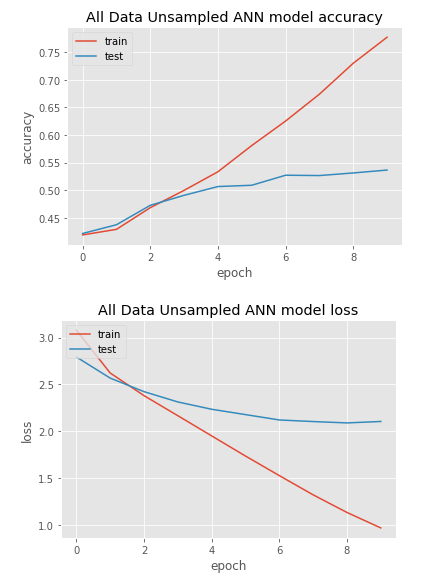 All Data Unsampled ANN model accuracy
train
test
0.75
0.70
0.65
0.60
0.55
0.50
0.45
accuracy
0 2 4 6 8
epoch
All Data Unsampled ANN model loss
train
test
3.0
2.5
2.0
1.5
1.0
loss
0 2 4 6 8
epoch